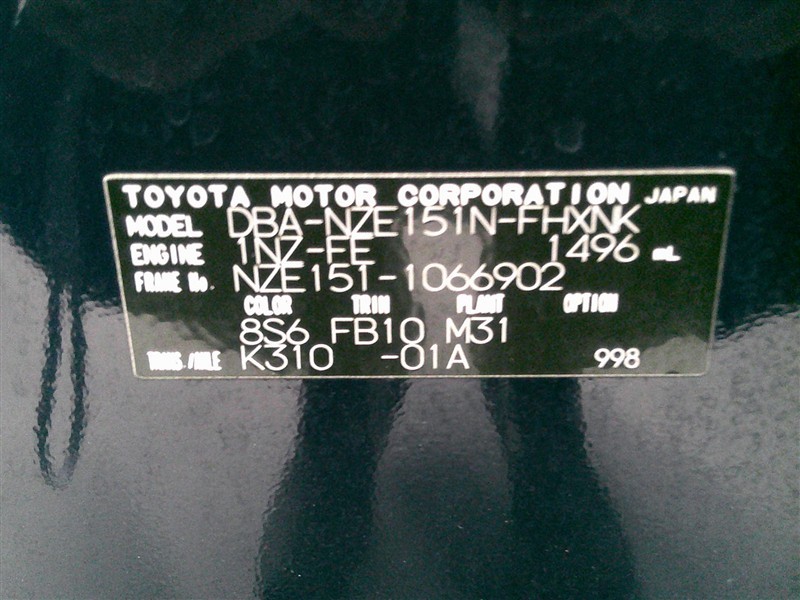 TOYOTA MOTOR CORPORATION JAPAN
MODEL DBA-NZE151N-FHXNK
ENGINE 1NZ-FE 1496 mL
FRAME No. NZE151-1066902
COLOR TRIM PLANT OPTION
8S6 FB10 M31
TRANS./AXLE K310 -01A 998